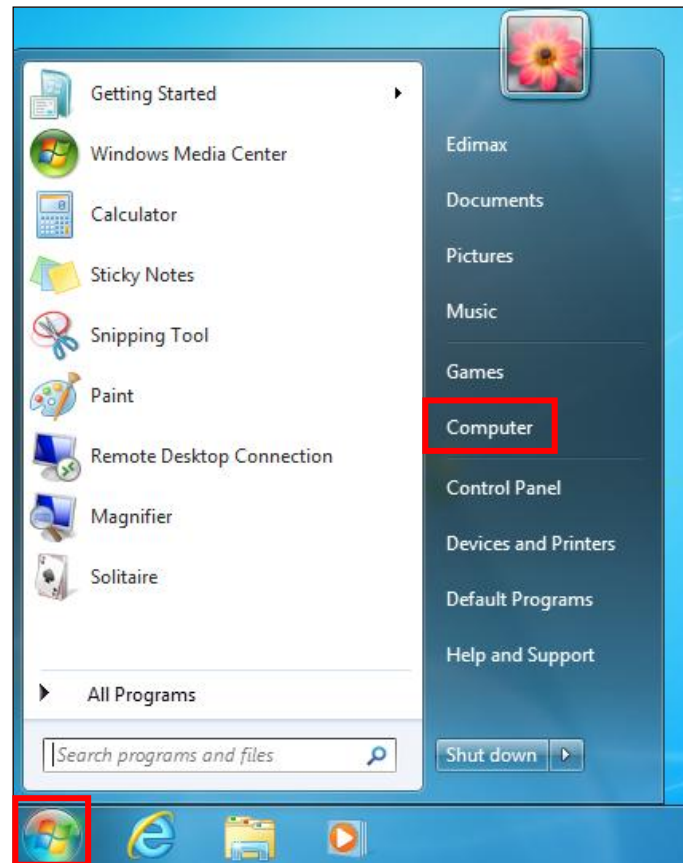 Getting Started
Windows Media Center
Calculator
Sticky Notes
Snipping Tool
Paint
Remote Desktop Connection
Magnifier
Solitaire
All Programs
Search programs and files
Edimax
Documents
Pictures
Music
Games
Computer
Control Panel
Devices and Printers
Default Programs
Help and Support
Shut down